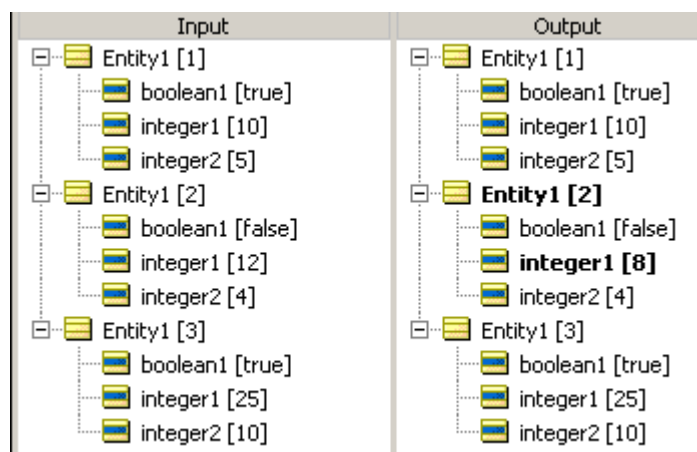 Input
Entity1 [1]
boolean1 [true]
integer1 [10]
integer2 [5]
Entity1 [2]
boolean1 [false]
integer1 [12]
integer2 [4]
Entity1 [3]
boolean1 [true]
integer1 [25]
integer2 [10]
Output
Entity1 [1]
boolean1 [true]
integer1 [10]
integer2 [5]
Entity1 [2]
boolean1 [false]
integer1 [8]
integer2 [4]
Entity1 [3]
boolean1 [true]
integer1 [25]
integer2 [10]